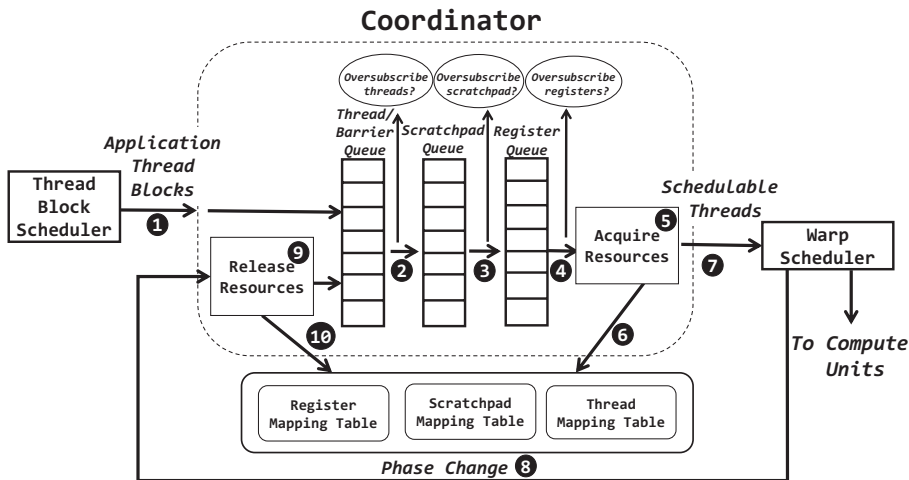 Coordinator
Oversubscribe
threads?
Oversubscribe
scratchpad?
Oversubscribe
registers?
Thread/
Barrier
Queue
Scratchpad
Queue
Register
Queue
Application
Thread
Blocks
Thread
Block
Scheduler
1
Release
Resources
9
2
3
4
5
Acquire
Resources
Schedulable
Threads
7
Warp
Scheduler
10
6
To Compute
Units
Register
Mapping Table
Scratchpad
Mapping Table
Thread
Mapping Table
Phase Change 8